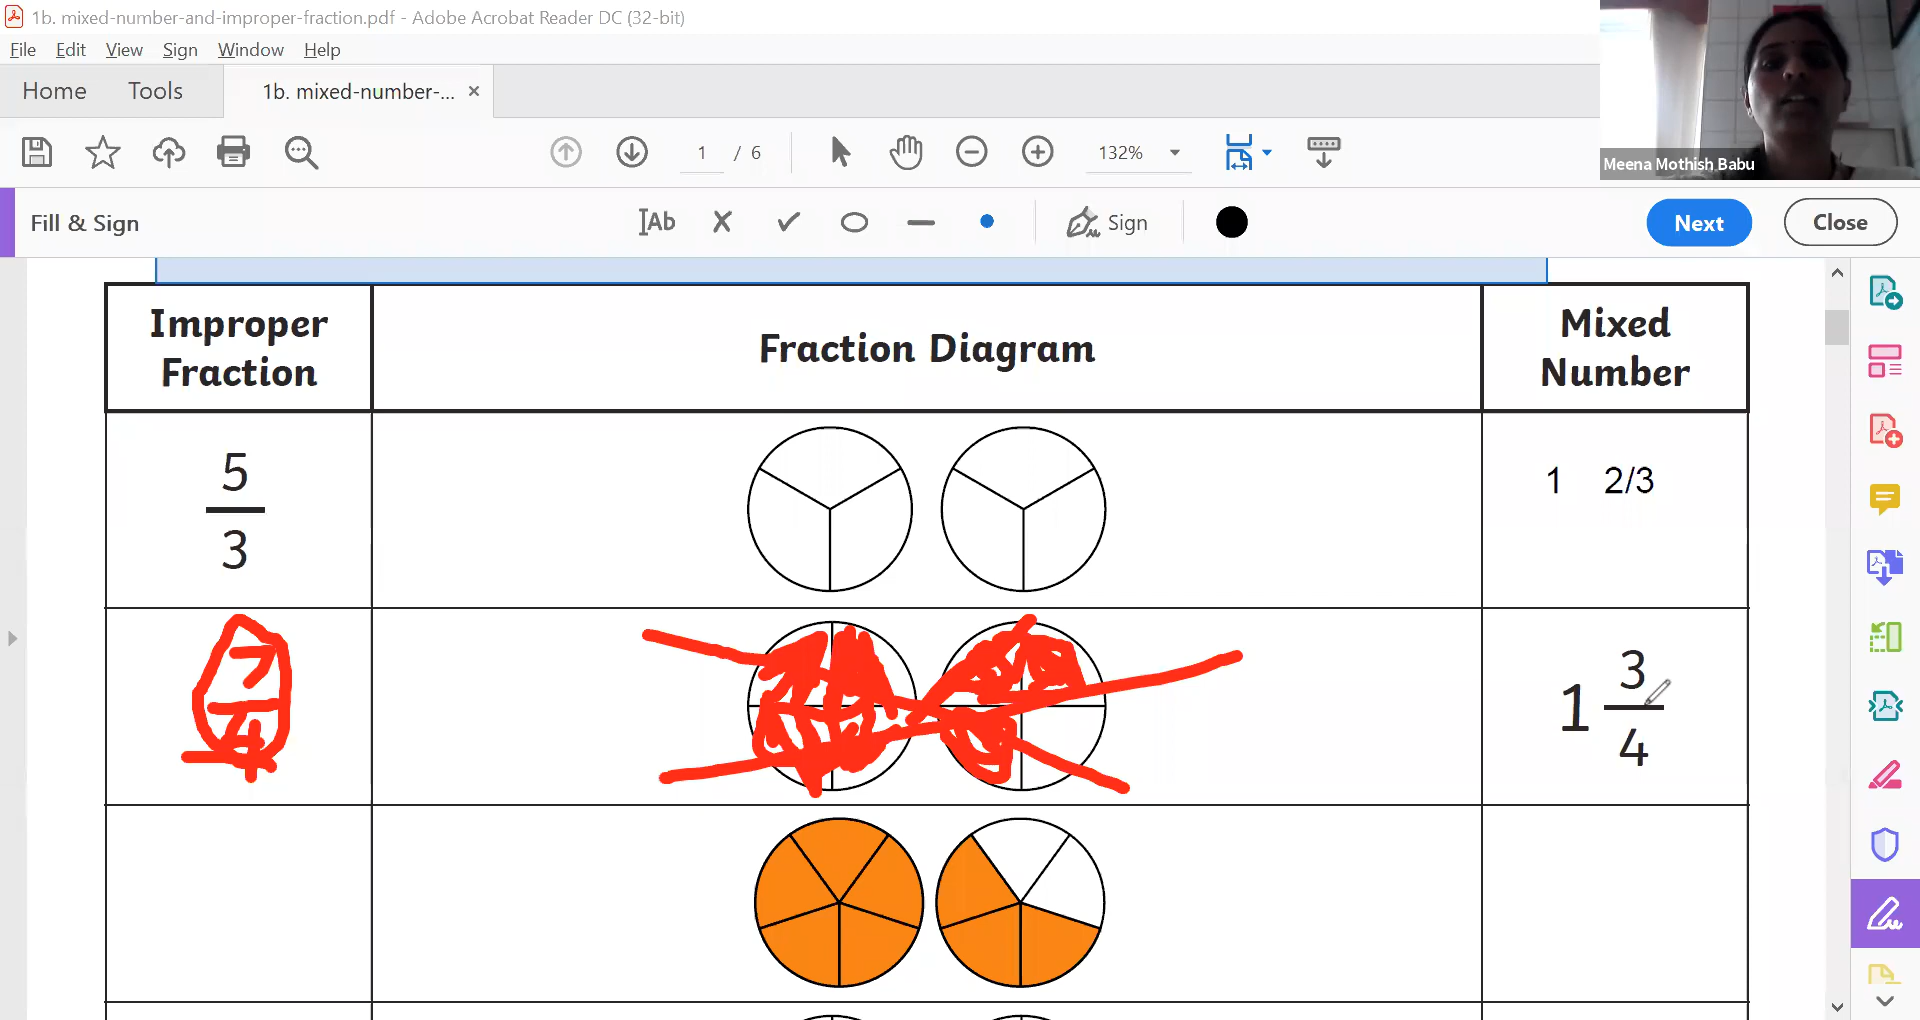 1b. mixed-number-and-improper-fraction.pdf - Adobe Acrobat Reader DC (32-bit)
File Edit View Sign Window Help
Home Tools 1b. mixed-number-... ×
1 / 6 132%
Meena Mothish Babu
Fill & Sign Ab Sign Next Close
Improper Fraction
Fraction Diagram
Mixed Number
5
3
1 2/3
7
4
1 3
4